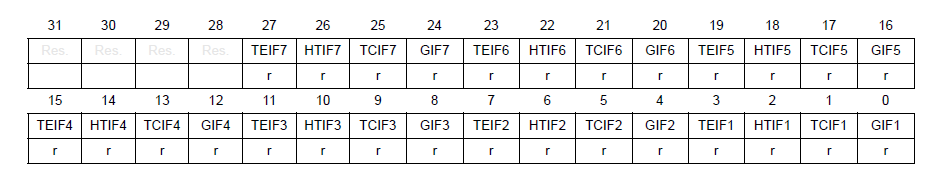 31 30 29 28 27 26 25 24 23 22 21 20 19 18 17 16
Res. Res. Res. Res. TEIF7 HTIF7 TCIF7 GIF7 TEIF6 HTIF6 TCIF6 GIF6 TEIF5 HTIF5 TCIF5 GIF5
r r r r r r r r r r r r
15 14 13 12 11 10 9 8 7 6 5 4 3 2 1 0
TEIF4 HTIF4 TCIF4 GIF4 TEIF3 HTIF3 TCIF3 GIF3 TEIF2 HTIF2 TCIF2 GIF2 TEIF1 HTIF1 TCIF1 GIF1
r r r r r r r r r r r r r r r r